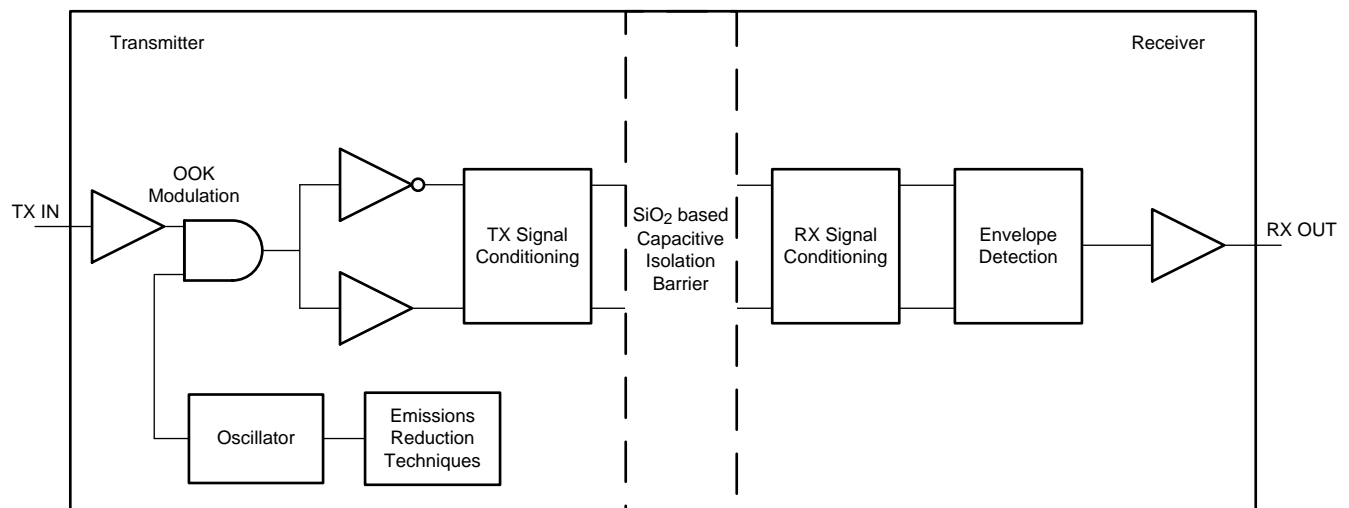 Transmitter
Receiver
OOK
Modulation
TX IN
TX Signal
Conditioning
SiO2 based
Capacitive
Isolation
Barrier
RX Signal
Conditioning
Envelope
Detection
RX OUT
Oscillator
Emissions
Reduction
Techniques